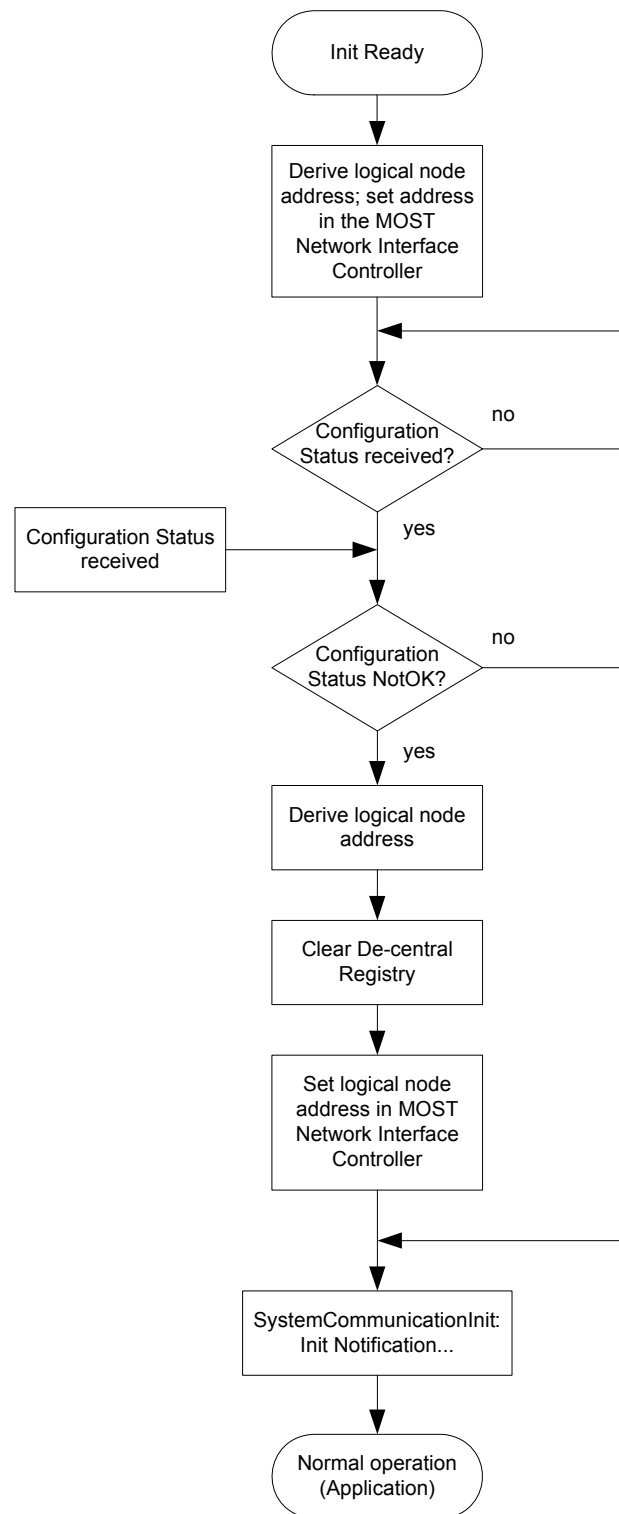 Init Ready
Derive logical node
address; set address
in the MOST
Network Interface
Controller
Configuration
Status received?
no
yes
Configuration Status
received
Configuration
Status NotOK?
no
yes
Derive logical node
address
Clear De-central
Registry
Set logical node
address in MOST
Network Interface
Controller
SystemCommunicationInit:
Init Notification...
Normal operation
(Application)